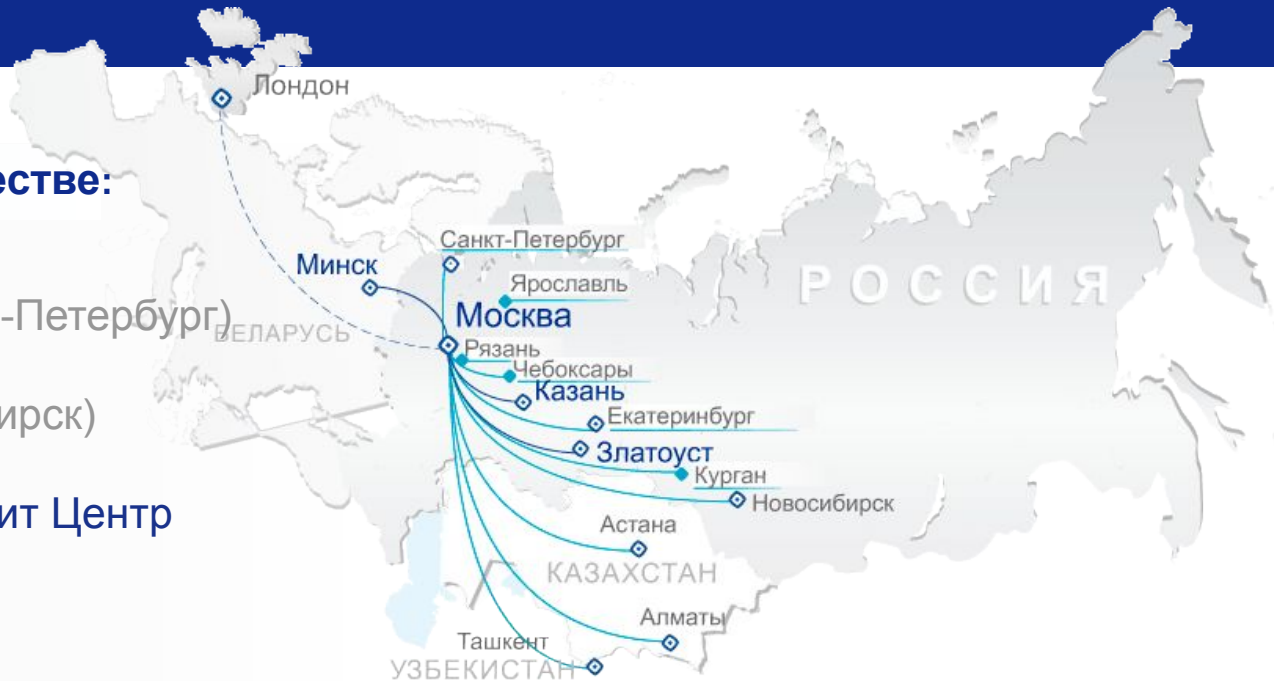 Лондон
естве:
Санкт-Петербург
Минск
Ярославль
РОССИЯ
-Петербург)
Москва
БЕЛАРУСЬ
Рязань
Чебоксары
Казань
ирск)
Екатеринбург
Златоуст
Курган
Новосибирск
ит Центр
Астана
КАЗАХСТАН
Алматы
Ташкент
УЗБЕКИСТАН